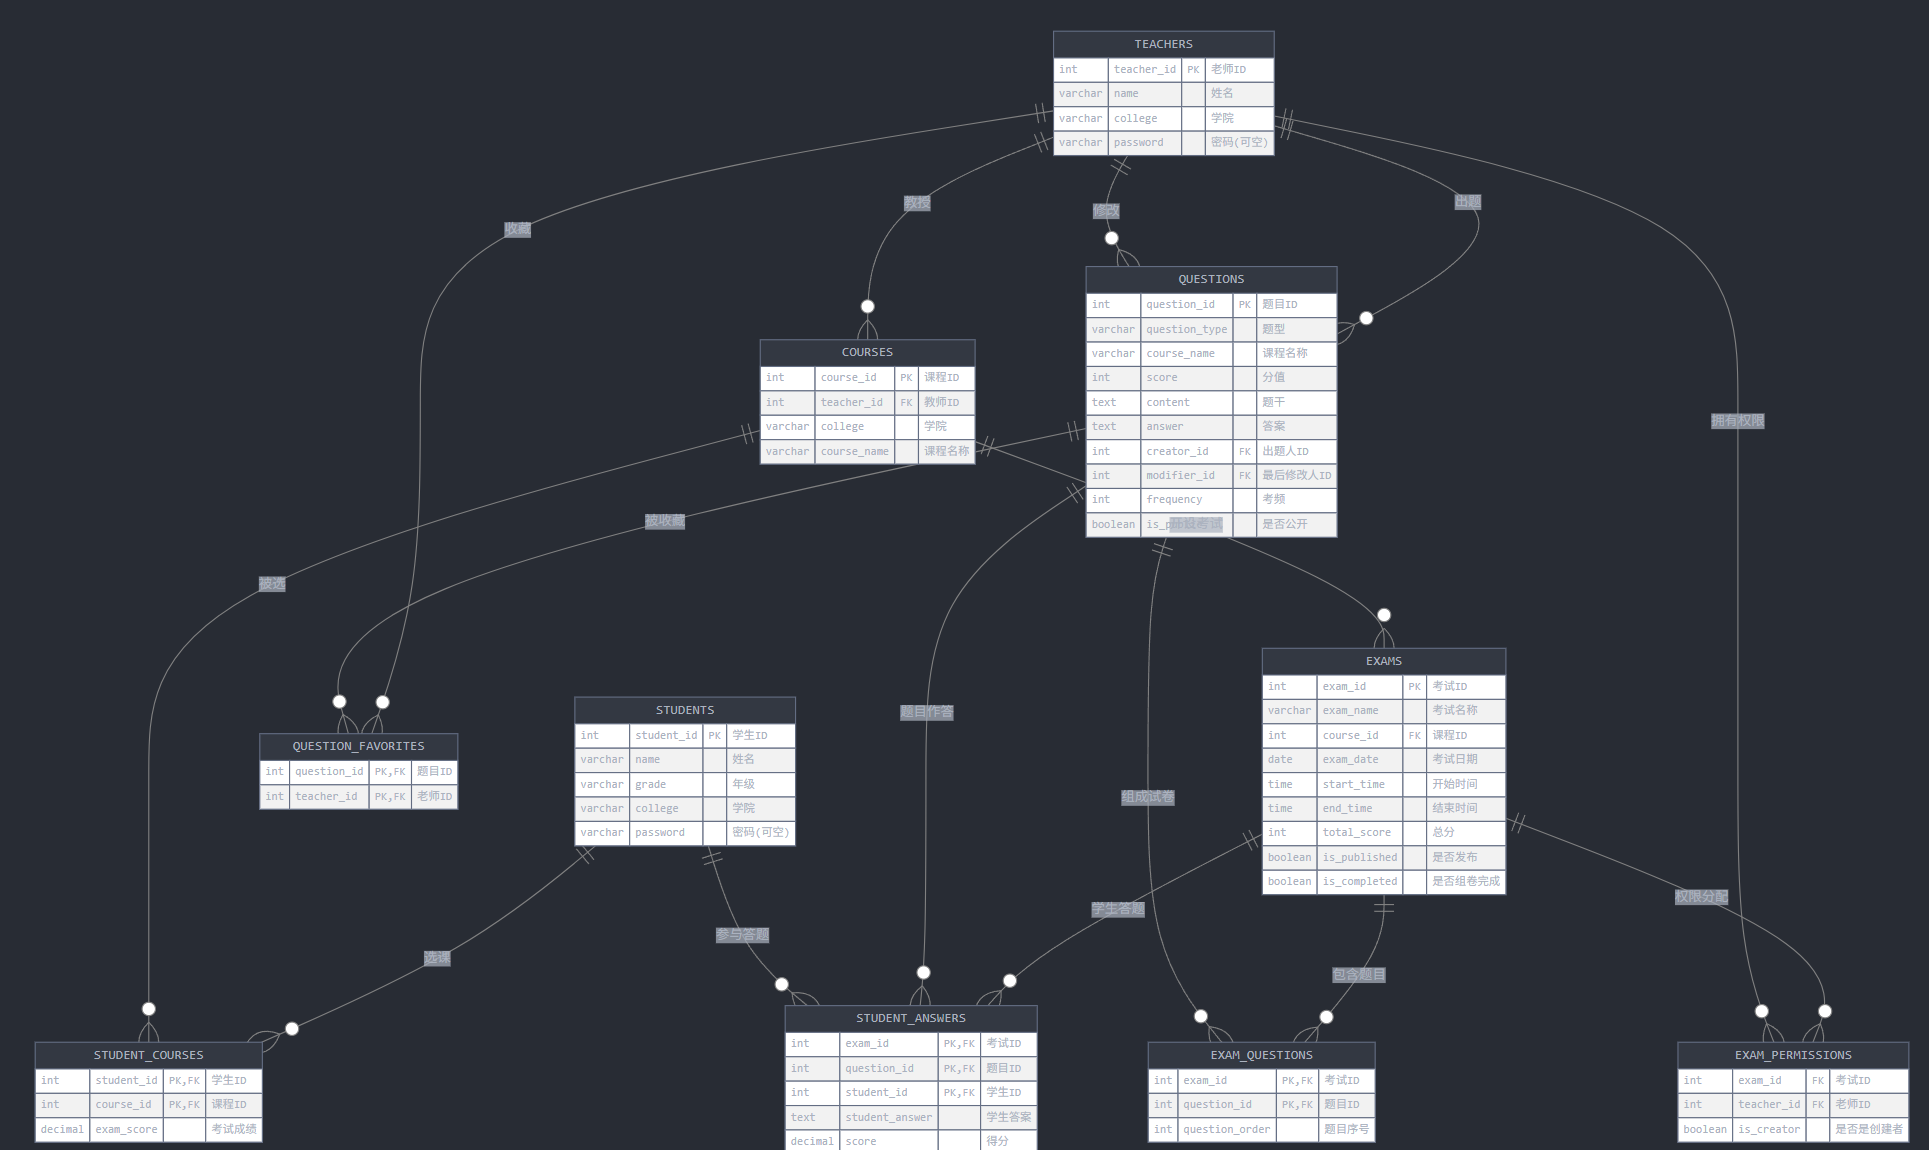 TEACHERS
int teacher_id PK 老师ID
varchar name 姓名
varchar college 学院
varchar password 密码(可空)
收藏
教授
修改
出题
QUESTIONS
int question_id PK 题目ID
varchar question_type 题型
varchar course_name 课程名称
int score 分值
text content 题干
text answer 答案
int creator_id FK 出题人ID
int modifier_id FK 最后修改人ID
int frequency 考频
boolean 是否公开
COURSES
int course_id PK 课程ID
int teacher_id FK 教师ID
varchar college 学院
varchar course_name 课程名称
拥有权限
被收藏
被选
题目作答
EXAMS
int exam_id PK 考试ID
varchar exam_name 考试名称
int course_id FK 课程ID
date exam_date 考试日期
time start_time 开始时间
time end_time 结束时间
int total_score 总分
boolean is_published 是否发布
boolean is_completed 是否组卷完成
STUDENTS
int student_id PK 学生ID
varchar name 姓名
varchar grade 年级
varchar college 学院
varchar password 密码(可空)
QUESTION_FAVORITES
int question_id PK,FK 题目ID
int teacher_id PK,FK 老师ID
组成试卷
学生答题
权限分配
参与答题
选课
包含题目
STUDENT_COURSES
int student_id PK,FK 学生ID
int course_id PK,FK 课程ID
decimal exam_score 考试成绩
STUDENT_ANSWERS
int exam_id PK,FK 考试ID
int question_id PK,FK 题目ID
int student_id PK,FK 学生ID
text student_answer 学生答案
decimal score 得分
EXAM_QUESTIONS
int exam_id PK,FK 考试ID
int question_id PK,FK 题目ID
int question_order 题目序号
EXAM_PERMISSIONS
int exam_id FK 考试ID
int teacher_id FK 老师ID
boolean is_creator 是否是创建者